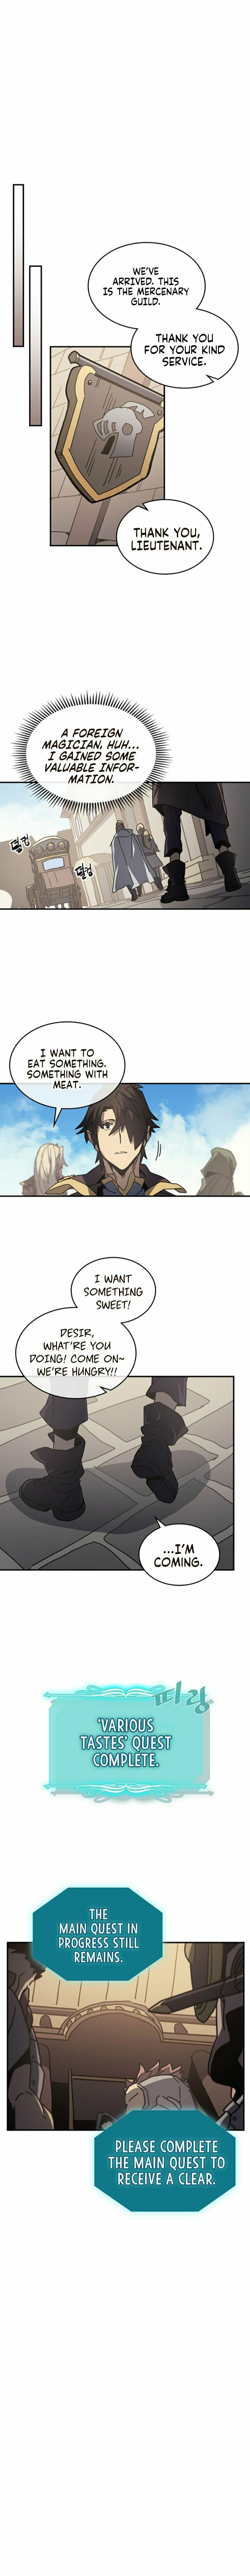 WE'VE
ARRIVED. THIS
IS THE MERCENARY
GUILD.
THANK YOU
FOR YOUR KIND
SERVICE.
THANK YOU,
LIEUTENANT.
A FOREIGN
MAGICIAN, HUH...
I GAINED SOME
VALUABLE INFOR-
MATION.
덜컹
덜컹
I WANT TO
EAT SOMETHING.
SOMETHING WITH
MEAT.
I WANT
SOMETHING
SWEET!
DESIR,
WHAT'RE YOU
DOING! COME ON~
WE'RE HUNGRY!!
...I'M
COMING.
띠링
'VARIOUS
TASTES' QUEST
COMPLETE.
THE
MAIN QUEST IN
PROGRESS STILL
REMAINS.
PLEASE COMPLETE
THE MAIN QUEST TO
RECEIVE A CLEAR.